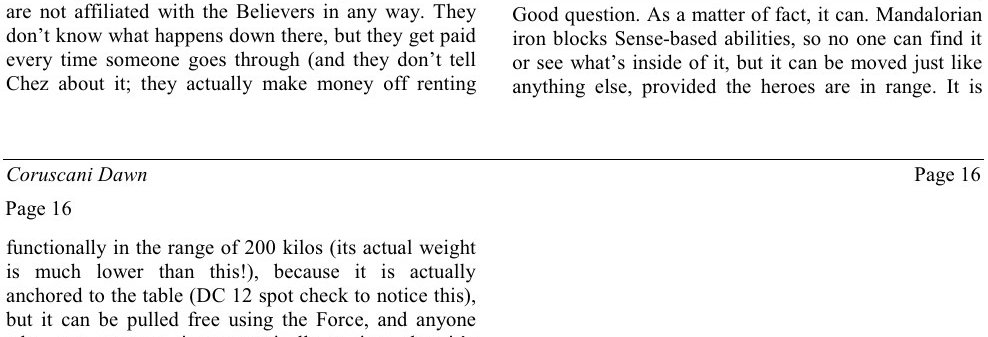 are not affiliated with the Believers in any way. They
don’t know what happens down there, but they get paid
every time someone goes through (and they don’t tell
Chez about it; they actually make money off renting
Good question. As a matter of fact, it can. Mandalorian
iron blocks Sense-based abilities, so no one can find it
or see what’s inside of it, but it can be moved just like
anything else, provided the heroes are in range. It is
Coruscani Dawn
Page 16
Page 16
functionally in the range of 200 kilos (its actual weight
is much lower than this!), because it is actually
anchored to the table (DC 12 spot check to notice this),
but it can be pulled free using the Force, and anyone